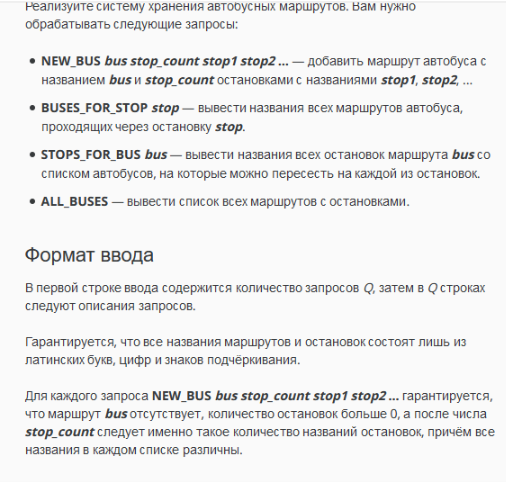 Реализуйте систему хранения автобусных маршрутов. Вам нужно
обрабатывать следующие запросы:
• NEW_BUS bus stop_count stop1 stop2 ... — добавить маршрут автобуса с
названием bus и stop_count остановками с названиями stop1, stop2, ...
• BUSES_FOR_STOP stop — вывести названия всех маршрутов автобуса,
проходящих через остановку stop.
• STOPS_FOR_BUS bus — вывести названия всех остановок маршрута bus со
списком автобусов, на которые можно пересесть на каждой из остановок.
• ALL_BUSES — вывести список всех маршрутов с остановками.
Формат ввода
В первой строке ввода содержится количество запросов Q, затем в Q строках
следуют описания запросов.
Гарантируется, что все названия маршрутов и остановок состоят лишь из
латинских букв, цифр и знаков подчёркивания.
Для каждого запроса NEW_BUS bus stop_count stop1 stop2 ... гарантируется,
что маршрут bus отсутствует, количество остановок больше 0, а после числа
stop_count следует именно такое количество названий остановок, причём все
названия в каждом списке различны.